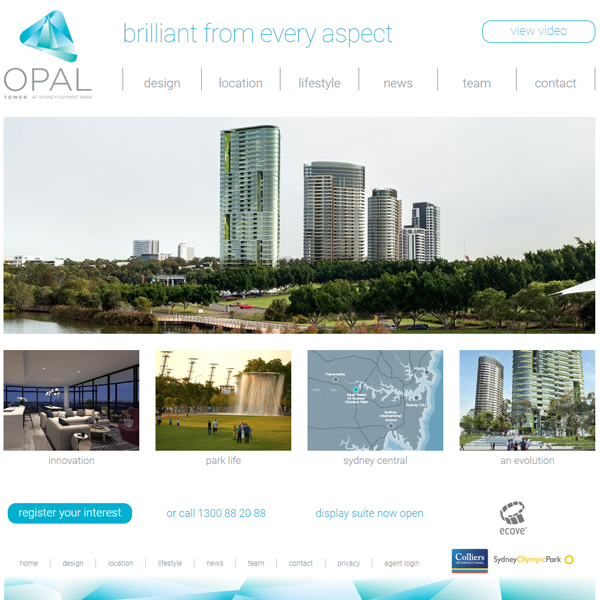 brilliant from every aspect
view video
OPAL
TOWER AT SYDNEY OLYMPIC PARK
design location lifestyle news team contact
Parramatta
Opal Tower
At Sydney
Olympic Park
Sydney City
Sydney
International
Airport
innovation park life sydney central an evolution
register your interest or call 1300 88 20 88 display suite now open
ecove
home design location lifestyle news team contact privacy agent login
Colliers
INTERNATIONAL
SydneyOlympicPark